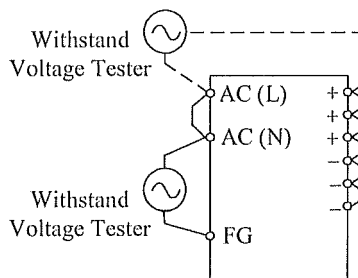 Withstand
Voltage Tester
AC (L)
AC (N)
Withstand
Voltage Tester
FG
+
+
+
−
−
−